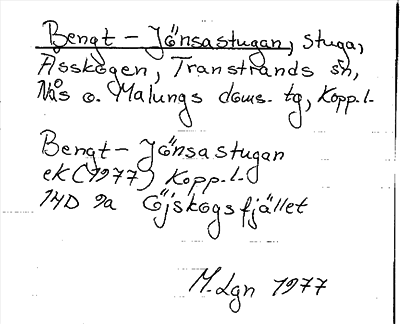 Bengt-Jönsastugan, stuga,
Åsskogen, Transtrands sn,
Nås o. Malungs doms. tg, Kopp.l.
Bengt-Jönsastugan
ek (1977) Kopp.l.
14D 9a Öjskogsfjället
M.Lgn 1977